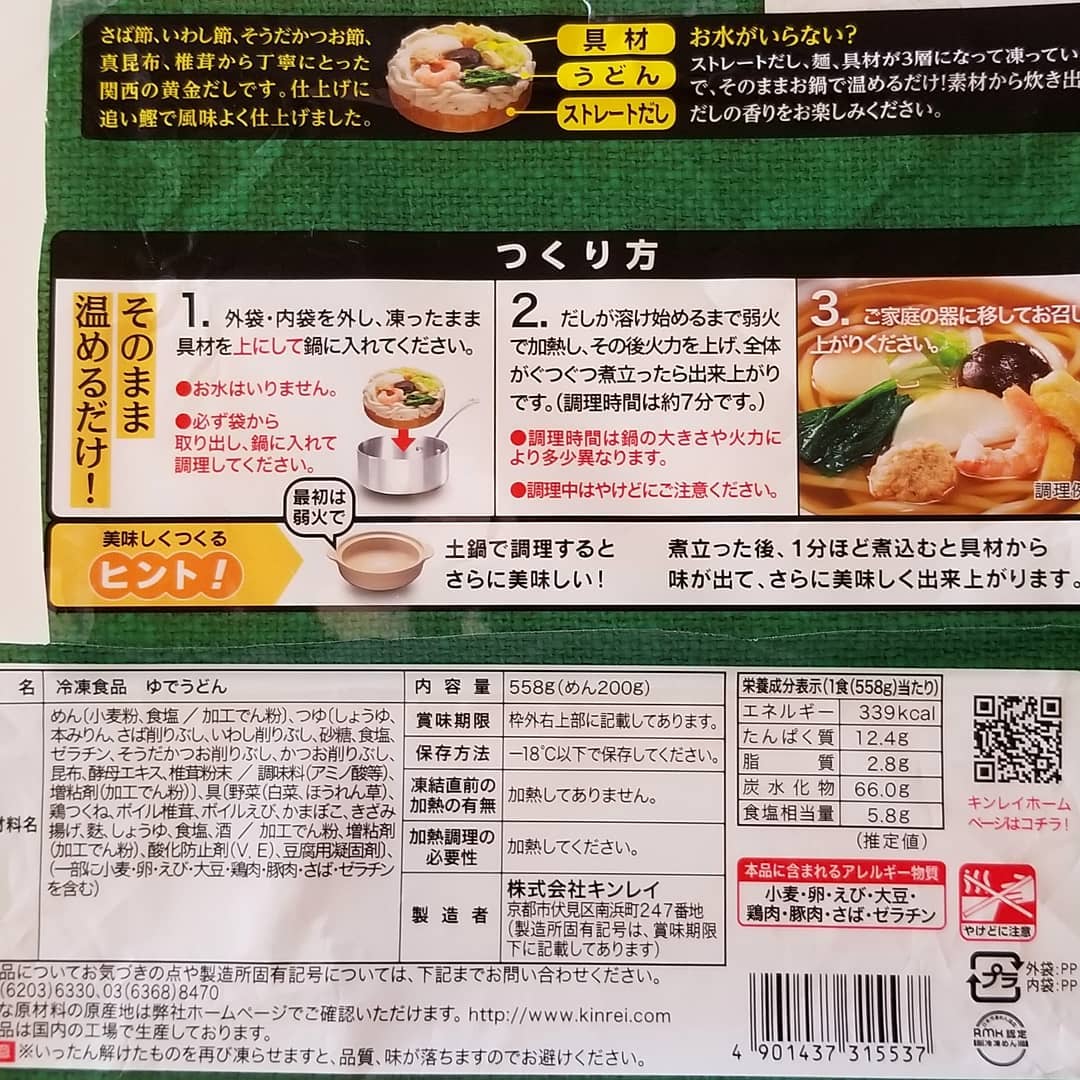 さば節、いわし節、そうだかつお節、
真昆布、椎茸から丁寧にとった
関西の黄金だしです。仕上げに
追い鰹で風味よく仕上げました。
具材
うどん
ストレートだし
お水がいらない?
ストレートだし、麺、具材が3層になって凍ってい
で、そのままお鍋で温めるだけ!素材から炊き出
だしの香りをお楽しみください。
つくり方
そのまま
温めるだけ!
1. 外袋・内袋を外し、凍ったまま
具材を上にして鍋に入れてください。
●お水はいりません。
●必ず袋から
取り出し、鍋に入れて
調理してください。
2. だしが溶け始めるまで弱火
で加熱し、その後火力を上げ、全体
がぐつぐつ煮立ったら出来上がり
です。(調理時間は約7分です。)
●調理時間は鍋の大きさや火力に
より多少異なります。
●調理中はやけどにご注意ください。
3. ご家庭の器に移してお召し
上がりください。
調理例
美味しくつくる
ヒント!
最初は
弱火で
土鍋で調理すると
さらに美味しい!
煮立った後、1分ほど煮込むと具材から
味が出て、さらに美味しく出来上がります。
名 冷凍食品 ゆでうどん
材料名
めん〔小麦粉、食塩/加工でん粉〕、つゆ〔しょうゆ、
本みりん、さば削りぶし、いわし削りぶし、砂糖、食塩、
ゼラチン、そうだかつお削りぶし、かつお削りぶし、
昆布、酵母エキス、椎茸粉末/調味料(アミノ酸等)、
増粘剤(加工でん粉)〕、具〔野菜(白菜、ほうれん草)、
鶏つくね、ボイル椎茸、ボイルえび、かまぼこ、きざみ
揚げ、麩、しょうゆ、食塩、酒/加工でん粉、増粘剤
(加工でん粉)、酸化防止剤(V.E)、豆腐用凝固剤〕、
(一部に小麦・卵・えび・大豆・鶏肉・豚肉・さば・ゼラチン
を含む)
内容量 558g(めん200g)
賞味期限 枠外右上部に記載してあります。
保存方法 −18℃以下で保存してください。
凍結直前の
加熱の有無 加熱してありません。
加熱調理の
必要性 加熱してください。
製造者 株式会社キンレイ
京都市伏見区南浜町247番地
(製造所固有記号は、賞味期限
下に記載してあります)
栄養成分表示(1食(558g)当たり)
エネルギー 339kcal
たんぱく質 12.4g
脂質 2.8g
炭水化物 66.0g
食塩相当量 5.8g
(推定値)
キンレイホーム
ページはコチラ!
本品に含まれるアレルギー物質
小麦・卵・えび・大豆・
鶏肉・豚肉・さば・ゼラチン
やけどに注意
品についてお気づきの点や製造所固有記号については、下記までお問い合わせください。
(6203)6330、03(6368)8470
な原材料の原産地は弊社ホームページでご確認いただけます。http://www.kinrei.com
品は国内の工場で生産しております。
※いったん解けたものを再び凍らせますと、品質、味が落ちますのでお避けください。
4 901437 315537
プラ
外袋:PP
内袋:PP
RMK認定
冷凍めん